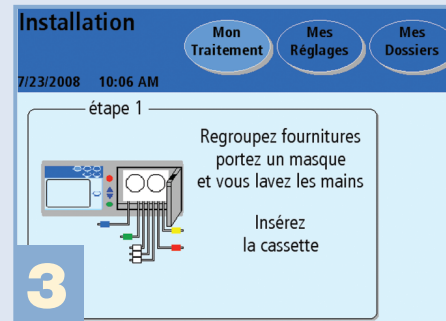 Installation
Mon
Traitement
Mes
Réglages
Mes
Dossiers
7/23/2008 10:06 AM
étape 1
Regroupez fournitures
portez un masque
et vous lavez les mains
Insérez
la cassette
3